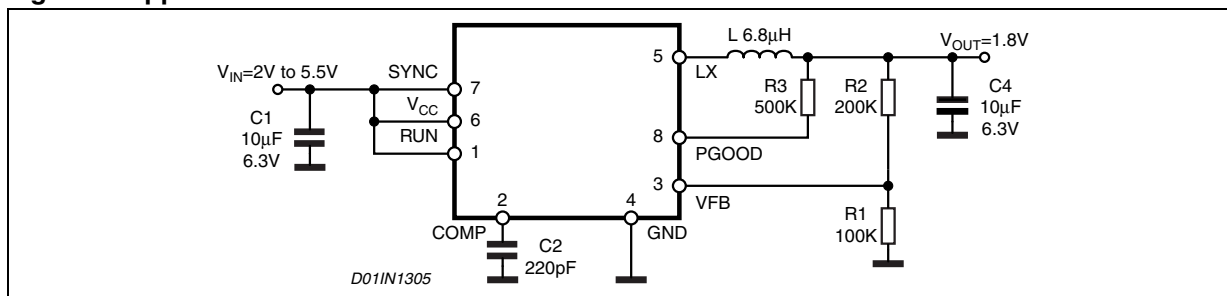 L 6.8µH
V_OUT=1.8V
5
LX
V_IN=2V to 5.5V
SYNC
7
R3
500K
R2
200K
C4
10µF
6.3V
C1
10µF
6.3V
V_CC
6
RUN
1
8
PGOOD
3
VFB
2
4
COMP
GND
R1
100K
C2
220pF
D01IN1305